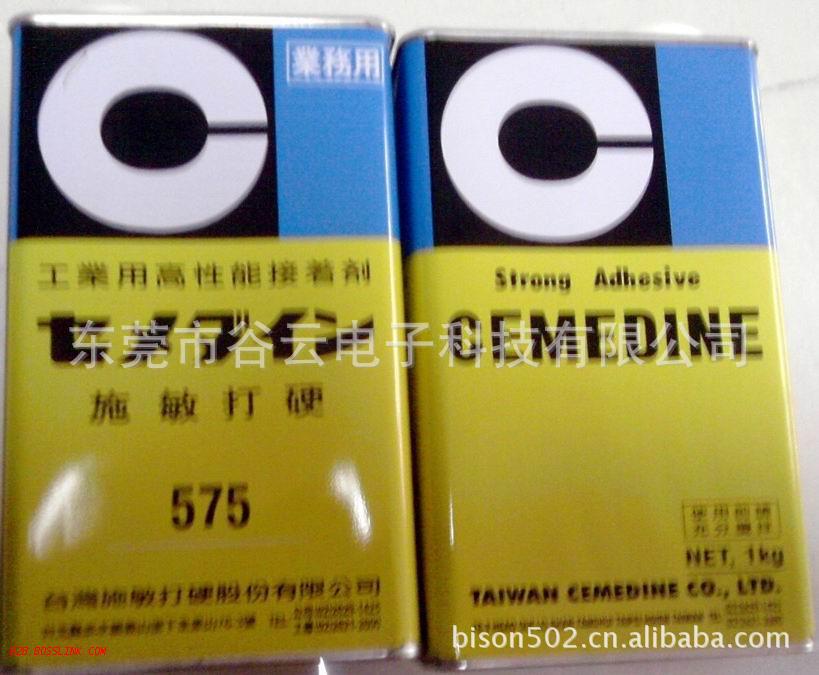 業務用
工業用高性能接着剤
セメダイン
施敏打硬
575
台灣施敏打硬股份有限公司
Strong Adhesive
CEMEDINE
使用前請
充分攪拌
NET, 1kg
TAIWAN CEMEDINE CO., LTD.
东莞市谷云电子科技有限公司
B2B.BOSSLINK.COM
bison502.cn.alibaba.com